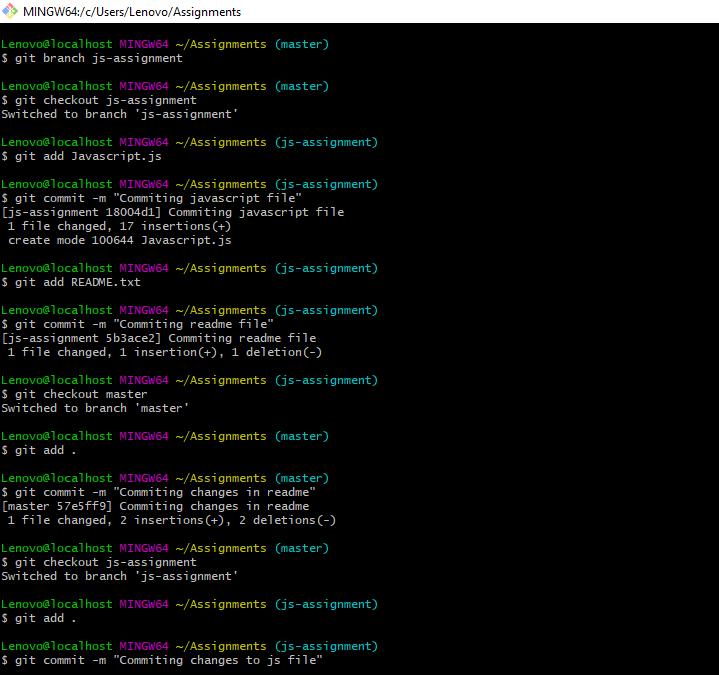 MINGW64:/c/Users/Lenovo/Assignments
Lenovo@localhost MINGW64 ~/Assignments (master)
$ git branch js-assignment
Lenovo@localhost MINGW64 ~/Assignments (master)
$ git checkout js-assignment
Switched to branch 'js-assignment'
Lenovo@localhost MINGW64 ~/Assignments (js-assignment)
$ git add Javascript.js
Lenovo@localhost MINGW64 ~/Assignments (js-assignment)
$ git commit -m "Commiting javascript file"
[js-assignment 18004d1] Commiting javascript file
1 file changed, 17 insertions(+)
create mode 100644 Javascript.js
Lenovo@localhost MINGW64 ~/Assignments (js-assignment)
$ git add README.txt
Lenovo@localhost MINGW64 ~/Assignments (js-assignment)
$ git commit -m "Commiting readme file"
[js-assignment 5b3ace2] Commiting readme file
1 file changed, 1 insertion(+), 1 deletion(-)
Lenovo@localhost MINGW64 ~/Assignments (js-assignment)
$ git checkout master
Switched to branch 'master'
Lenovo@localhost MINGW64 ~/Assignments (master)
$ git add .
Lenovo@localhost MINGW64 ~/Assignments (master)
$ git commit -m "Commiting changes in readme"
[master 57e5ff9] Commiting changes in readme
1 file changed, 2 insertions(+), 2 deletions(-)
Lenovo@localhost MINGW64 ~/Assignments (master)
$ git checkout js-assignment
Switched to branch 'js-assignment'
Lenovo@localhost MINGW64 ~/Assignments (js-assignment)
$ git add .
Lenovo@localhost MINGW64 ~/Assignments (js-assignment)
$ git commit -m "Commiting changes to js file"